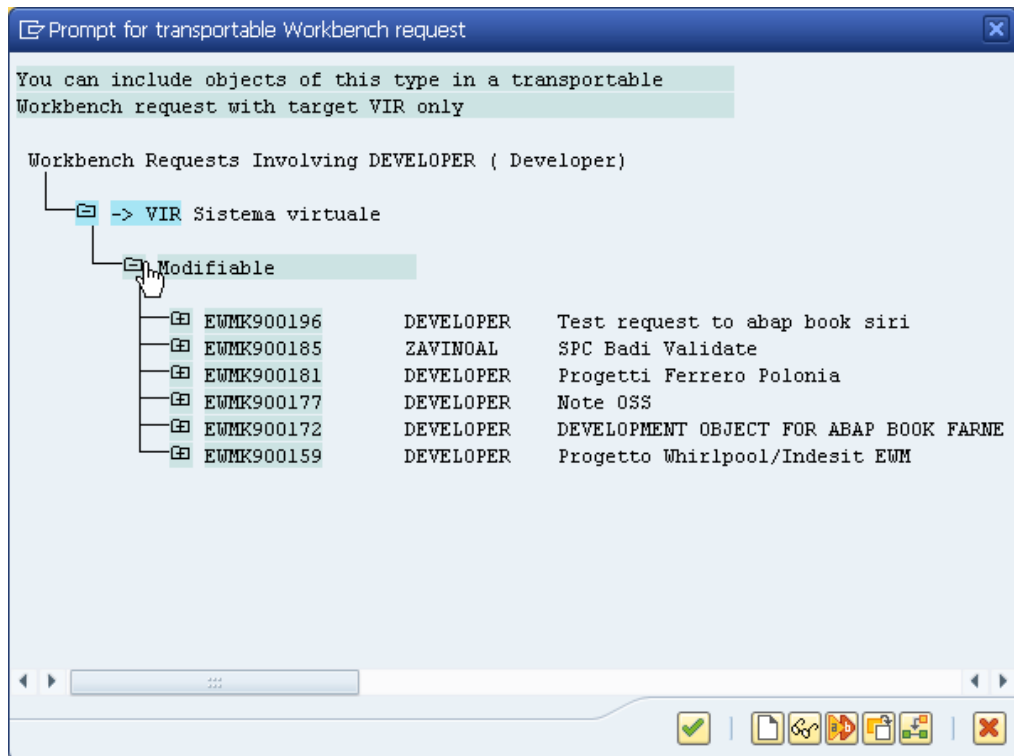 Prompt for transportable Workbench request
You can include objects of this type in a transportable
Workbench request with target VIR only
Workbench Requests Involving DEVELOPER ( Developer)
-> VIR Sistema virtuale
Modifiable
EWMK900196 DEVELOPER Test request to abap book siri
EWMK900185 ZAVINOAL SPC Badi Validate
EWMK900181 DEVELOPER Progetti Ferrero Polonia
EWMK900177 DEVELOPER Note OSS
EWMK900172 DEVELOPER DEVELOPMENT OBJECT FOR ABAP BOOK FARNE
EWMK900159 DEVELOPER Progetto Whirlpool/Indesit EWM